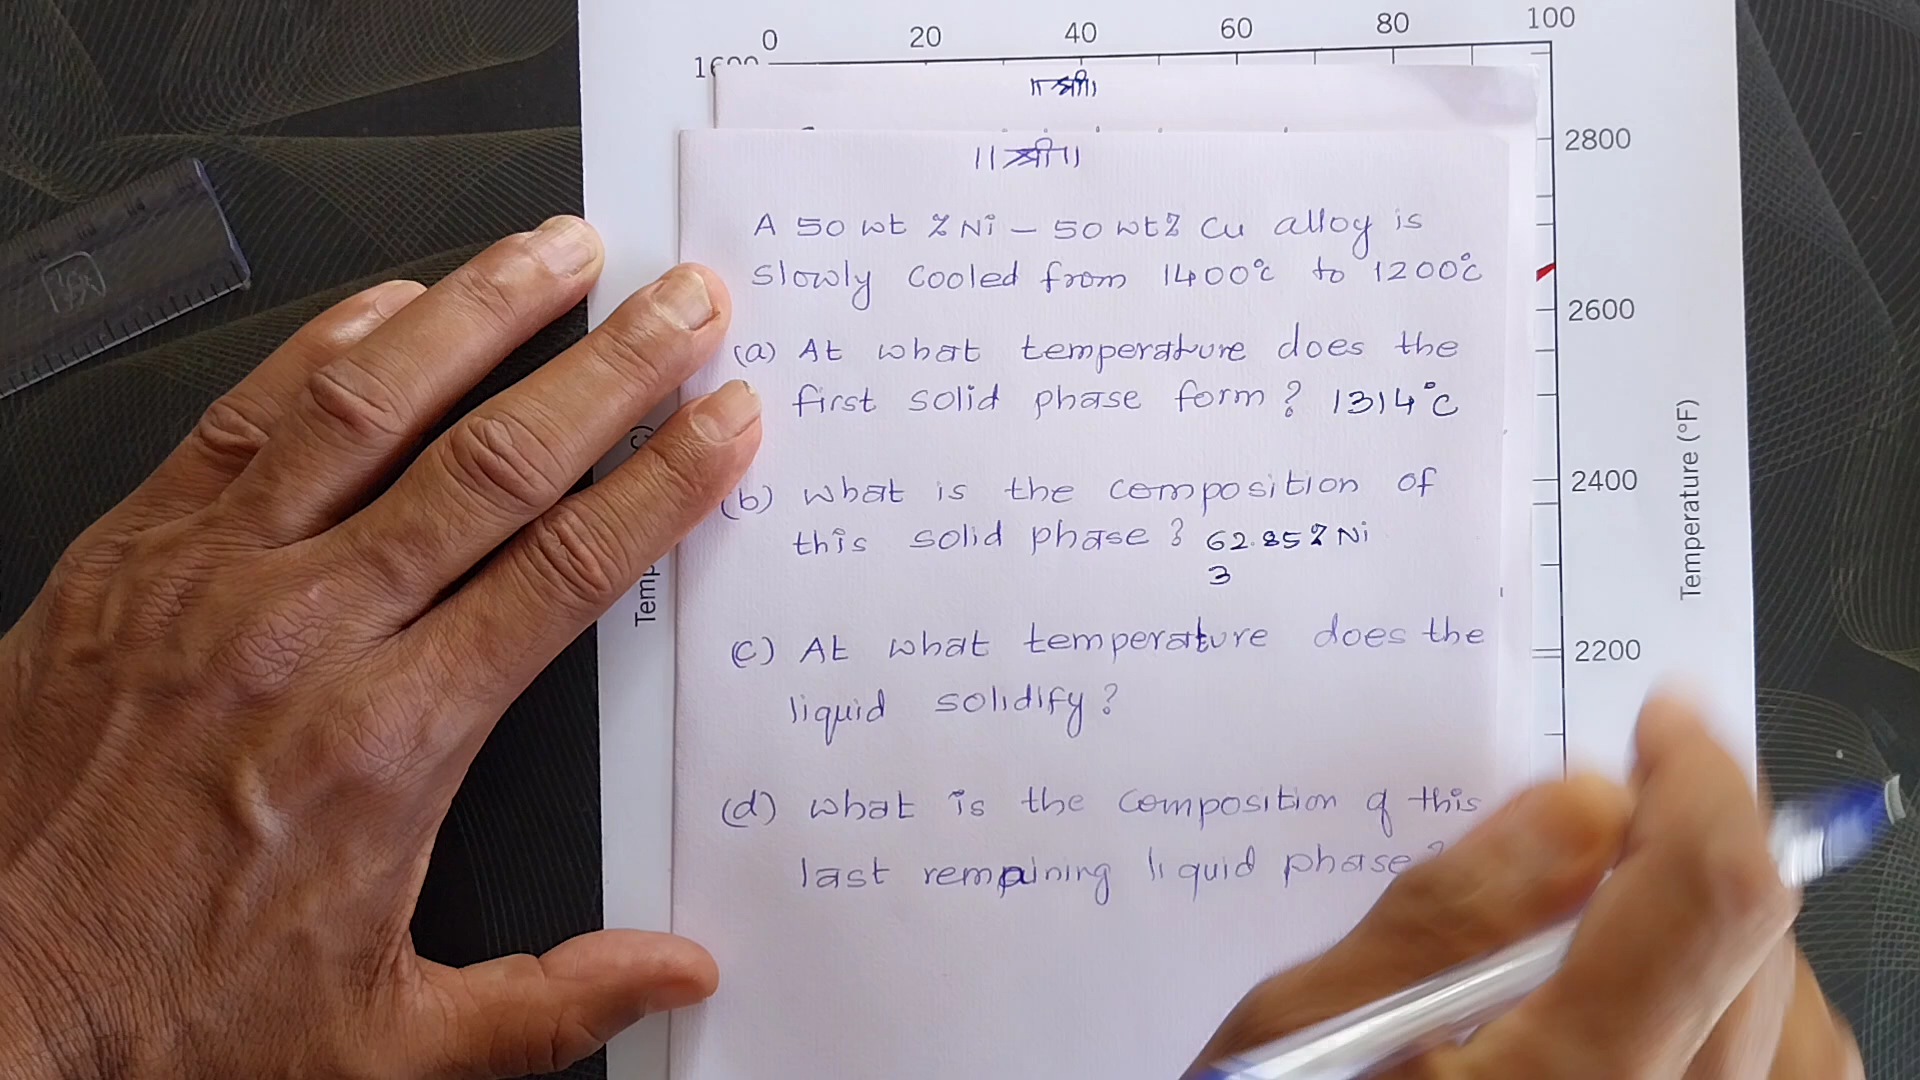 0 20 40 60 80 100
1600
॥ श्री॥
2800
॥ श्री॥
A 50 wt % Ni – 50 wt% Cu alloy is
slowly cooled from 1400°c to 1200°c
2600
(a) At what temperature does the
first solid phase form? 1314°C
Temperature (°F)
2400
(b) what is the composition of
this solid phase? 62.85% Ni
3
Temp
2200
(c) At what temperature does the
liquid solidify?
(d) what is the composition of this
last remaining liquid phase?